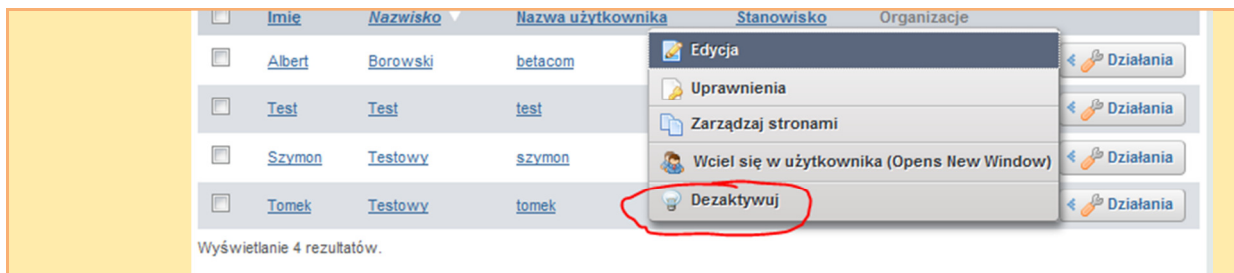 Imię Nazwisko Nazwa użytkownika Stanowisko Organizacje
Edycja
Albert Borowski betacom Działania
Uprawnienia
Test Test test Działania
Zarządzaj stronami
Szymon Testowy szymon Wciel się w użytkownika (Opens New Window) Działania
Tomek Testowy tomek Dezaktywuj Działania
Wyświetlanie 4 rezultatów.